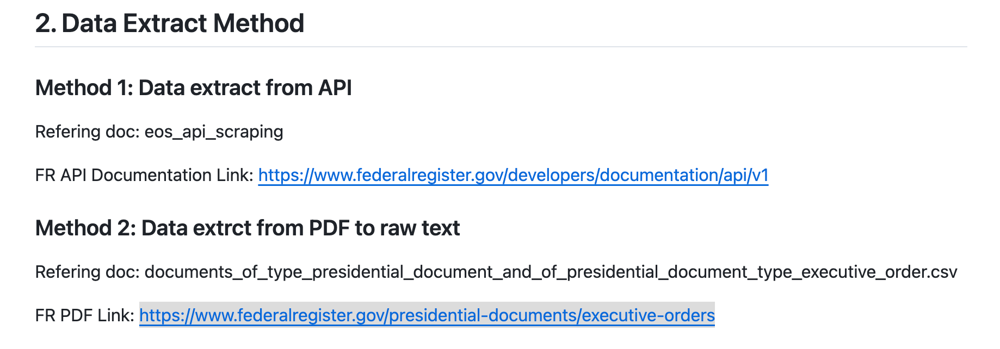 2. Data Extract Method
Method 1: Data extract from API
Refering doc: eos_api_scraping
FR API Documentation Link: https://www.federalregister.gov/developers/documentation/api/v1
Method 2: Data extrct from PDF to raw text
Refering doc: documents_of_type_presidential_document_and_of_presidential_document_type_executive_order.csv
FR PDF Link: https://www.federalregister.gov/presidential-documents/executive-orders